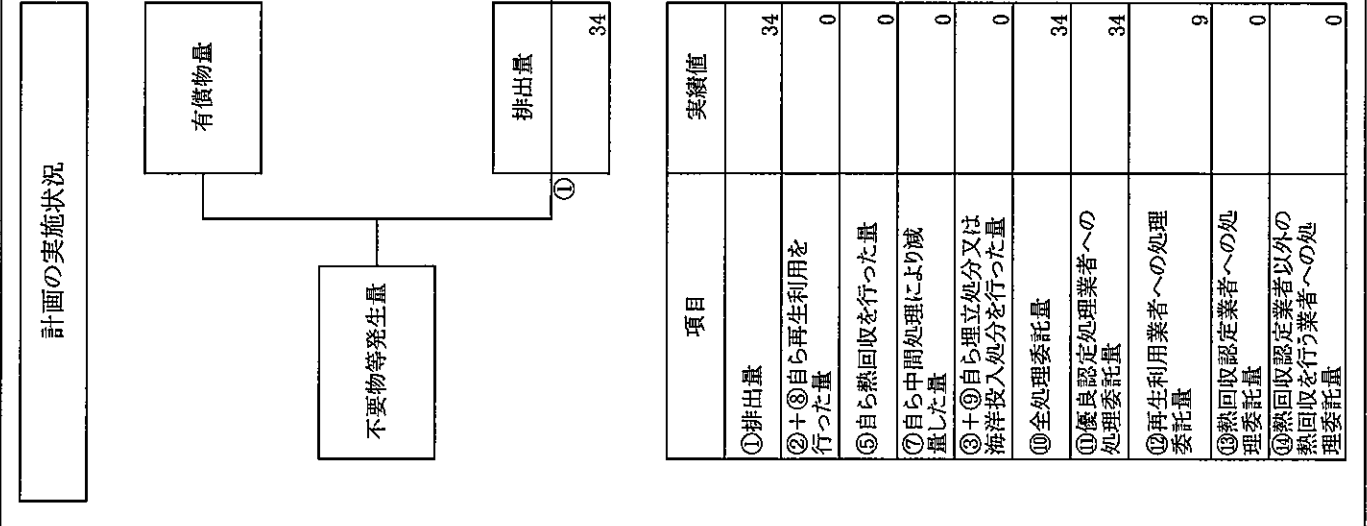 計画の実施状況
有償物量
不要物等発生量
排出量
①
34
項目
実績値
①排出量
34
②+⑧自ら再生利用を
行った量
0
⑤自ら熱回収を行った量
0
⑦自ら中間処理により減
量した量
0
③+⑨自ら埋立処分又は
海洋投入処分を行った量
0
⑩全処理委託量
34
⑪優良認定処理業者への
処理委託量
34
⑫再生利用業者への処理
委託量
9
⑬熱回収認定業者への処
理委託量
0
⑭熱回収認定業者以外の
熱回収を行う業者への処
理委託量
0